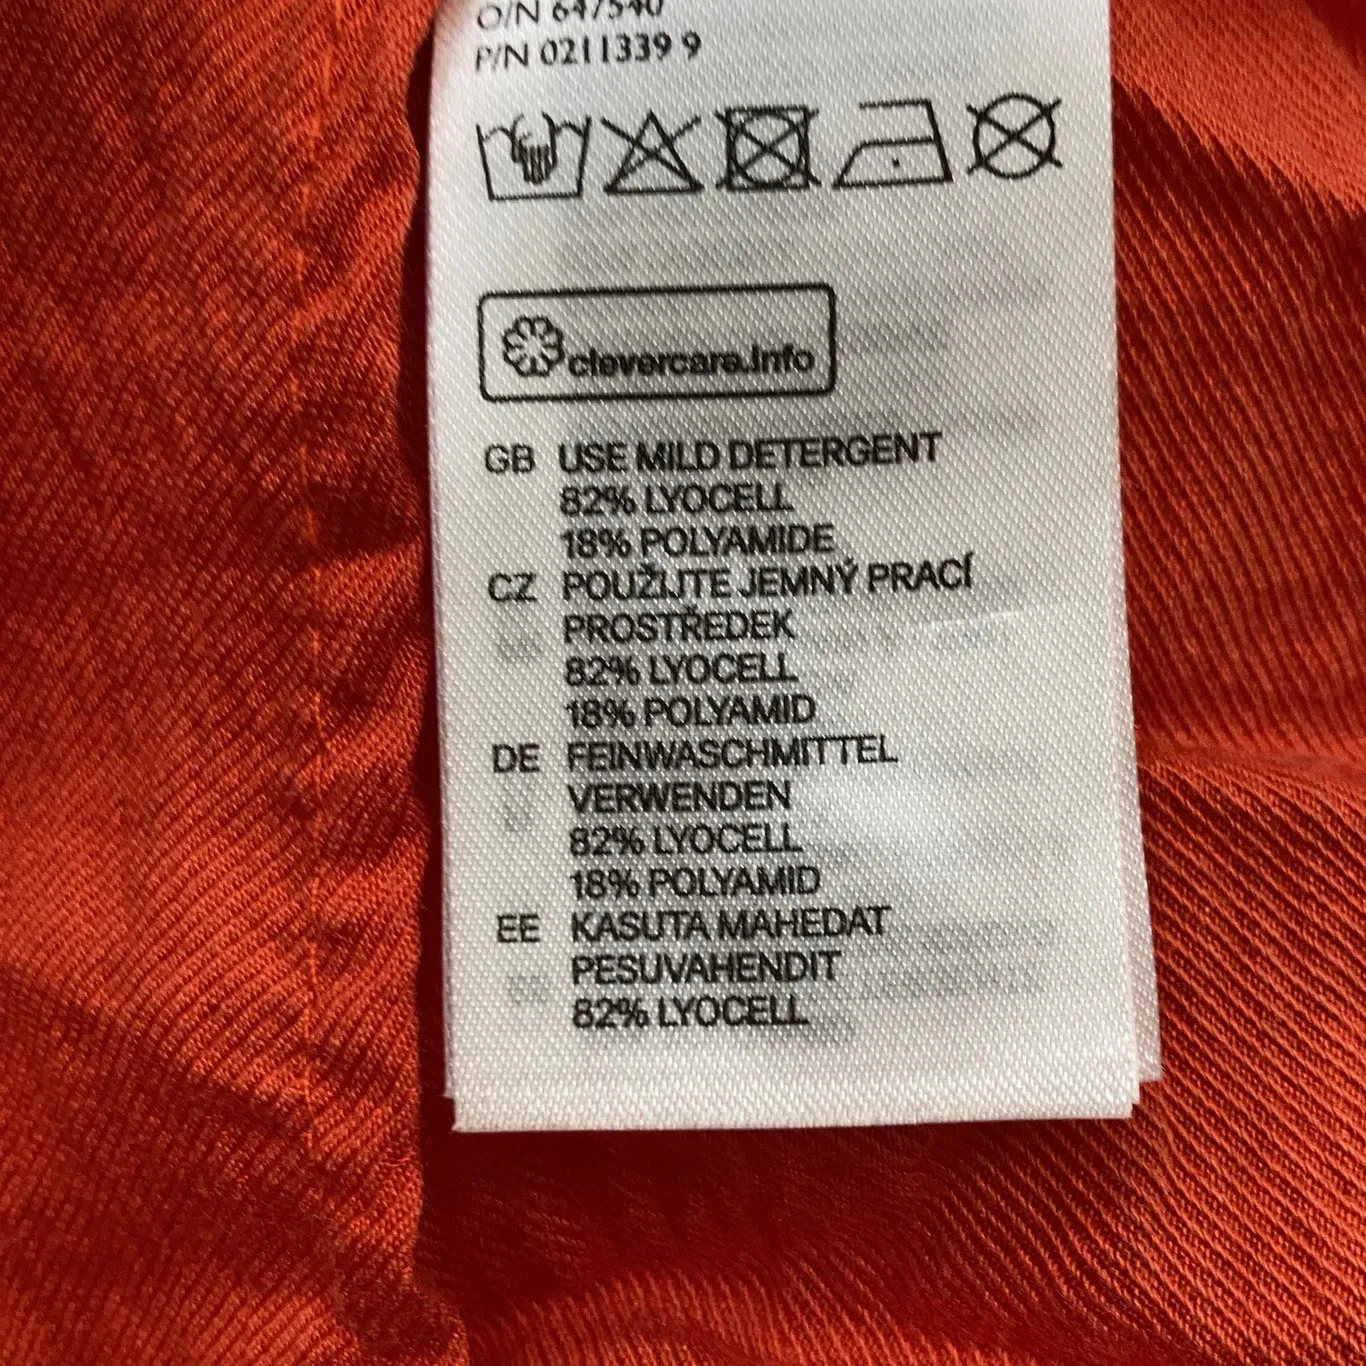 O/N 647540
P/N 0211339 9
clevercare.info
GB USE MILD DETERGENT
82% LYOCELL
18% POLYAMIDE
CZ POUŽIJTE JEMNÝ PRACÍ
PROSTŘEDEK
82% LYOCELL
18% POLYAMID
DE FEINWASCHMITTEL
VERWENDEN
82% LYOCELL
18% POLYAMID
EE KASUTA MAHEDAT
PESUVAHENDIT
82% LYOCELL